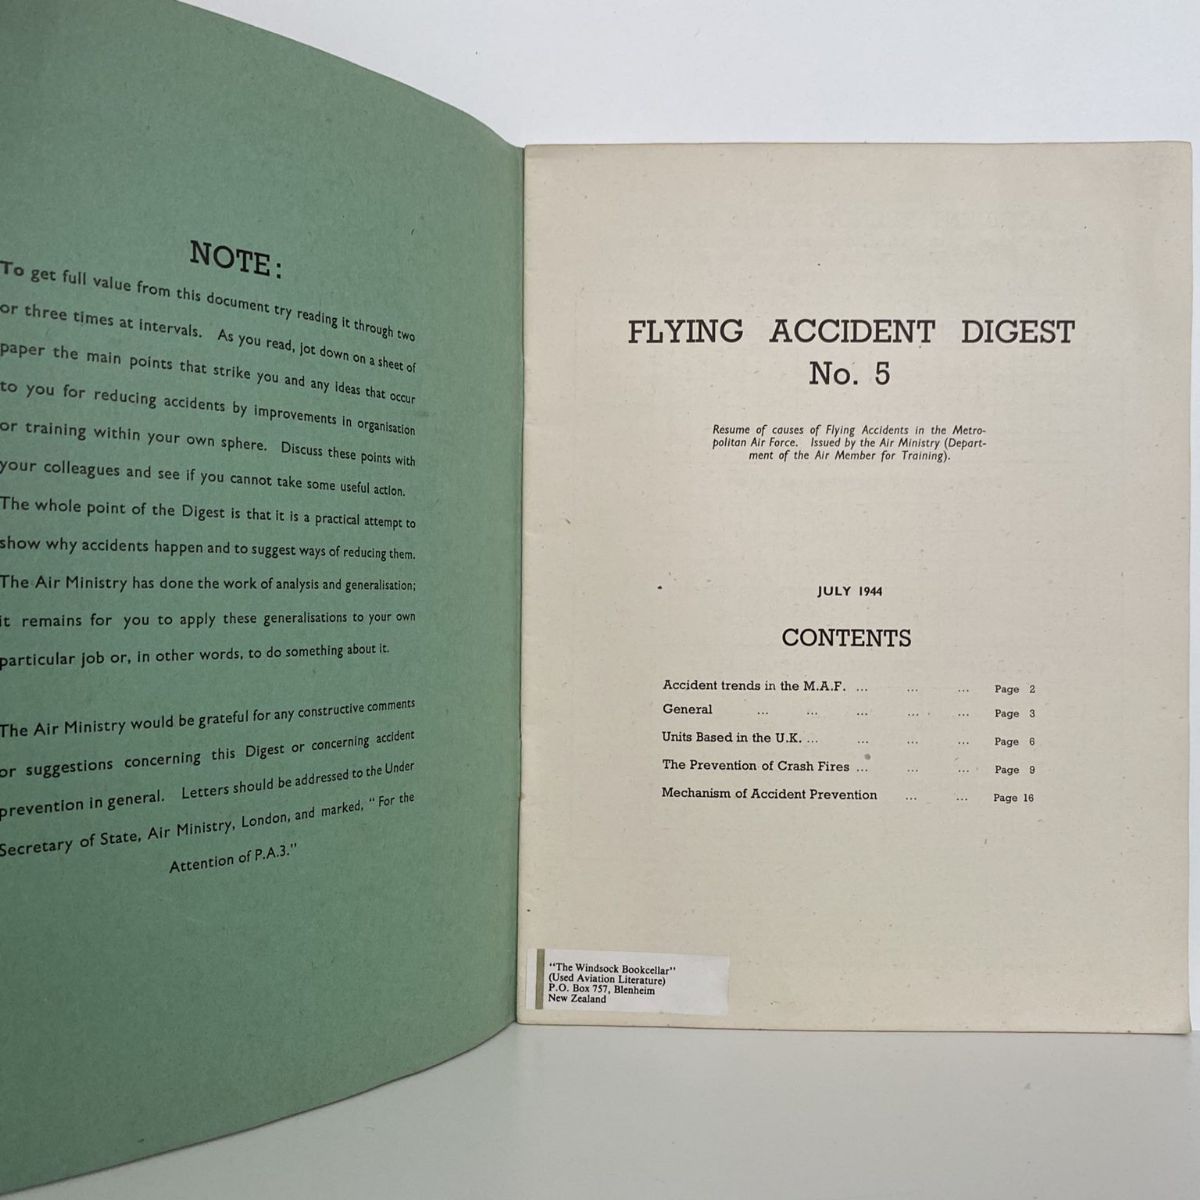 NOTE:
To get full value from this document try reading it through two
or three times at intervals. As you read, jot down on a sheet of
paper the main points that strike you and any ideas that occur
to you for reducing accidents by improvements in organisation
or training within your own sphere. Discuss these points with
your colleagues and see if you cannot take some useful action.
The whole point of the Digest is that it is a practical attempt to
show why accidents happen and to suggest ways of reducing them.
The Air Ministry has done the work of analysis and generalisation;
it remains for you to apply these generalisations to your own
particular job or, in other words, to do something about it.
The Air Ministry would be grateful for any constructive comments
or suggestions concerning this Digest or concerning accident
prevention in general. Letters should be addressed to the Under
Secretary of State, Air Ministry, London, and marked, "For the
Attention of P.A.3."
FLYING ACCIDENT DIGEST
No. 5
Resume of causes of Flying Accidents in the Metro-
politan Air Force. Issued by the Air Ministry (Depart-
ment of the Air Member for Training).
JULY 1944
CONTENTS
Accident trends in the M.A.F. ... ... ... Page 2
General ... ... ... ... ... Page 3
Units Based in the U.K. ... ... ... ... Page 6
The Prevention of Crash Fires ... ... ... Page 9
Mechanism of Accident Prevention ... ... Page 16
"The Windsock Bookcellar"
(Used Aviation Literature)
P.O. Box 757, Blenheim
New Zealand